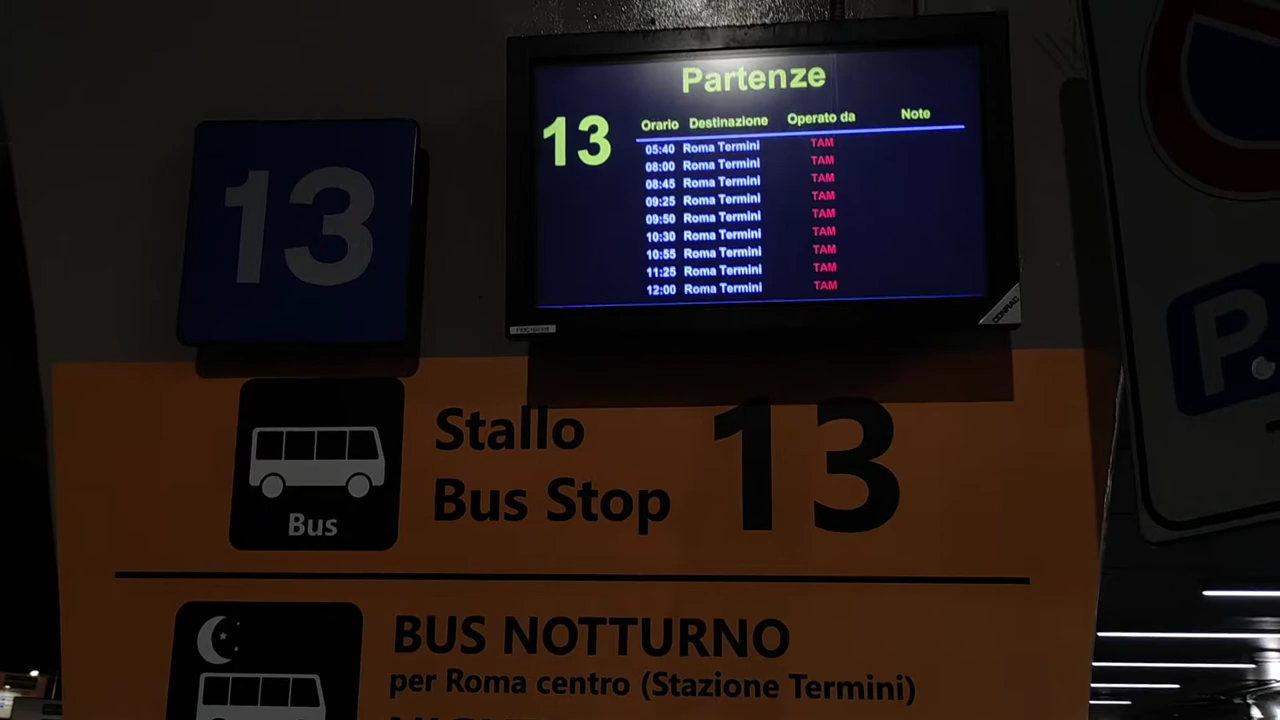 13
Partenze
13
Orario Destinazione Operato da Note
05:40 Roma Termini TAM
08:00 Roma Termini TAM
08:45 Roma Termini TAM
09:25 Roma Termini TAM
09:50 Roma Termini TAM
10:30 Roma Termini TAM
10:55 Roma Termini TAM
11:25 Roma Termini TAM
12:00 Roma Termini TAM
CONRAC
Stallo
Bus Stop
13
Bus
P
BUS NOTTURNO
per Roma centro (Stazione Termini)